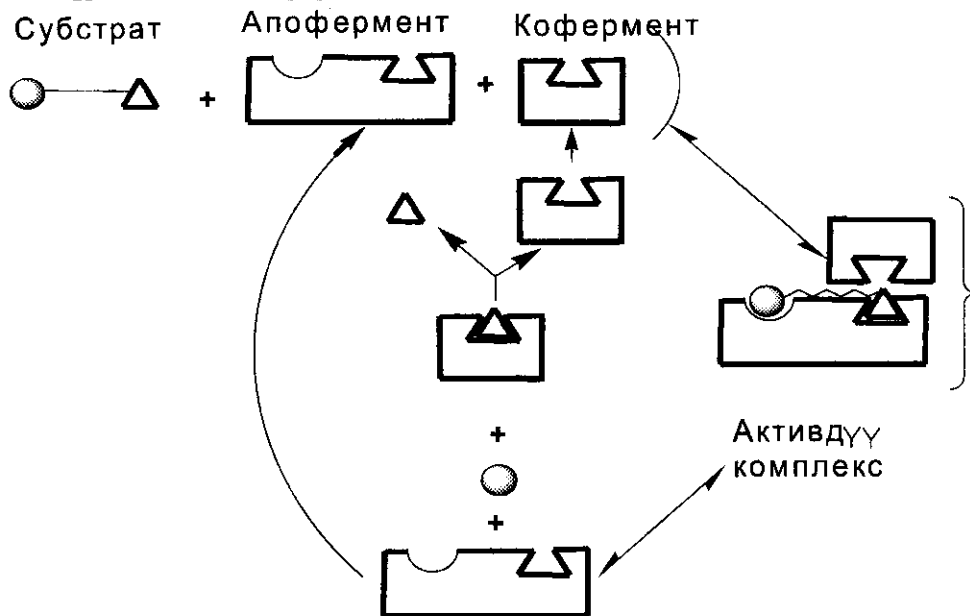 Субстрат
Апофермент
Кофермент
+
+
+
+
Активдүү
комплекс